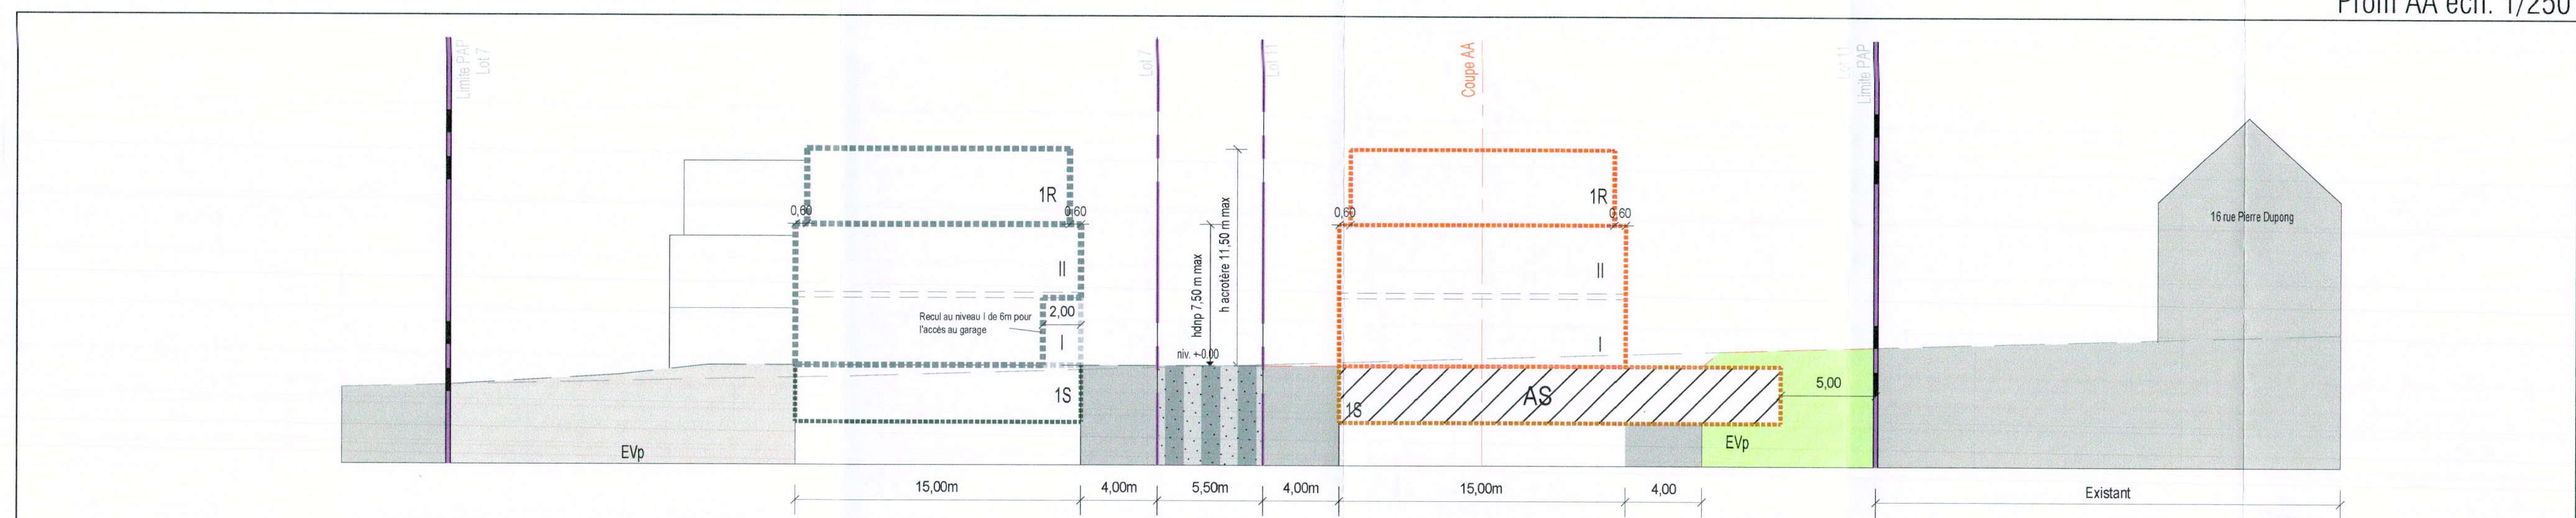 Profil AA éch. 1/250
Limite PAP
Lot 7
Lot 7
Lot 11
Coupe AA
Lot 11
Limite PAP
1R
0,60
0,60
II
2,00
Recul au niveau I de 6m pour
l'accès au garage
I
1S
EVp
hdnp 7,50 m max
h acrotère 11,50 m max
niv. +-0.00
1R
0,60
0,60
II
I
1S
AS
5,00
EVp
16 rue Pierre Dupong
15,00m
4,00m
5,50m
4,00m
15,00m
4,00
Existant